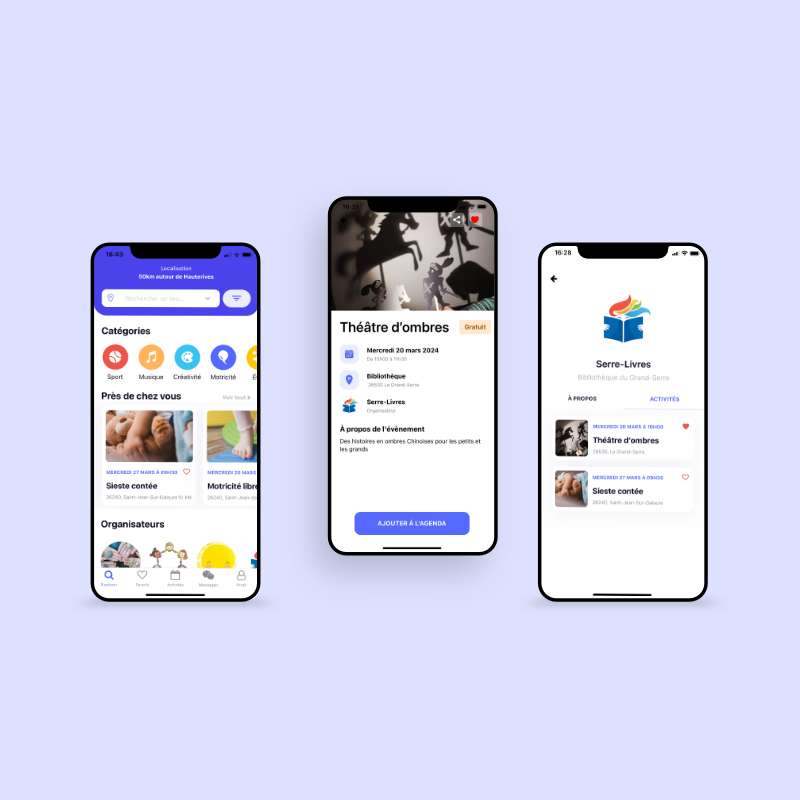 16:43
Localisation
50km autour de Hauterives
Rechercher un lieu...
Catégories
Sport
Musique
Créativité
Motricité
Près de chez vous
Voir tout
MERCREDI 27 MARS À 09H30
Sieste contée
26240, Saint-Jean-Sur-Galaure
MERCREDI 20 MARS
Motricité libre
26240, Saint-Jean-
Organisateurs
Explorer
Favoris
Activités
Messages
Profil
16:31
Théâtre d'ombres
Gratuit
Mercredi 20 mars 2024
De 10h00 à 11h00
Bibliothèque
26530 Le Grand-Serre
Serre-Livres
Organisateur
À propos de l'évènement
Des histoires en ombres Chinoises pour les petits et
les grands
AJOUTER À L'AGENDA
16:28
Serre-Livres
Bibliothèque du Grand-Serre
À PROPOS
ACTIVITÉS
MERCREDI 20 MARS À 10H00
Théâtre d'ombres
26530, Le Grand-Serre
MERCREDI 27 MARS À 09H30
Sieste contée
26240, Saint-Jean-Sur-Galaure